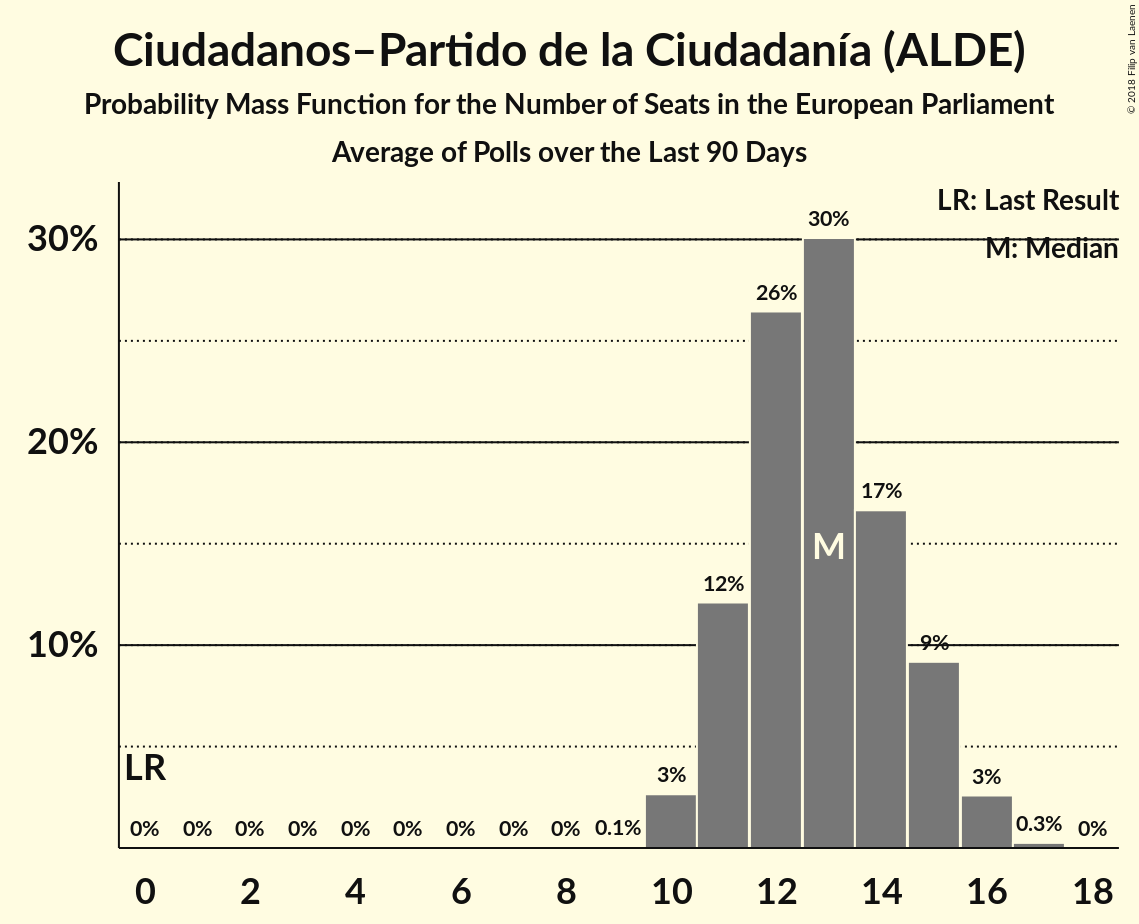 Ciudadanos–Partido de la Ciudadanía (ALDE)
Probability Mass Function for the Number of Seats in the European Parliament
Average of Polls over the Last 90 Days
© 2018 Filip van Laenen
LR: Last Result
M: Median
30%
20%
10%
30%
26%
17%
M
12%
9%
LR
3%
3%
0% 0% 0% 0% 0% 0% 0% 0% 0% 0.1% 0.3% 0%
0 2 4 6 8 10 12 14 16 18